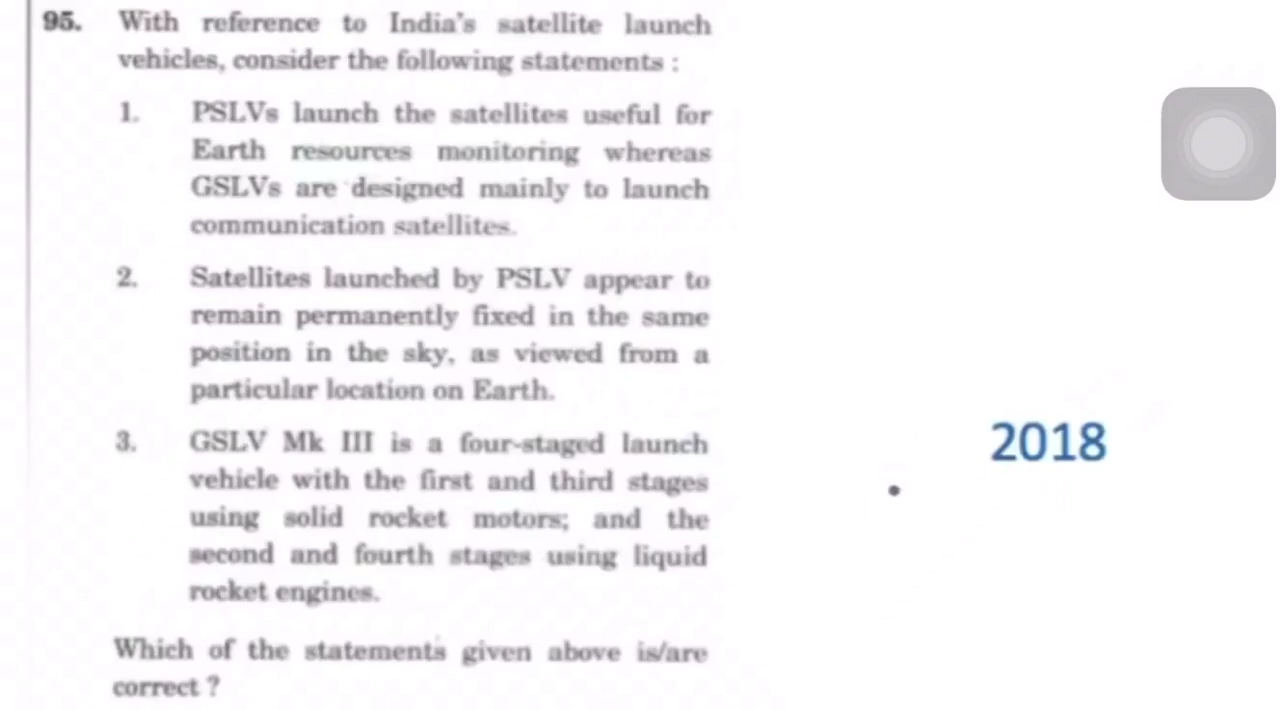 95. With reference to India's satellite launch
vehicles, consider the following statements :
1. PSLVs launch the satellites useful for
Earth resources monitoring whereas
GSLVs are designed mainly to launch
communication satellites.
2. Satellites launched by PSLV appear to
remain permanently fixed in the same
position in the sky, as viewed from a
particular location on Earth.
3. GSLV Mk III is a four-staged launch
vehicle with the first and third stages
using solid rocket motors; and the
second and fourth stages using liquid
rocket engines.
2018
Which of the statements given above is/are
correct ?